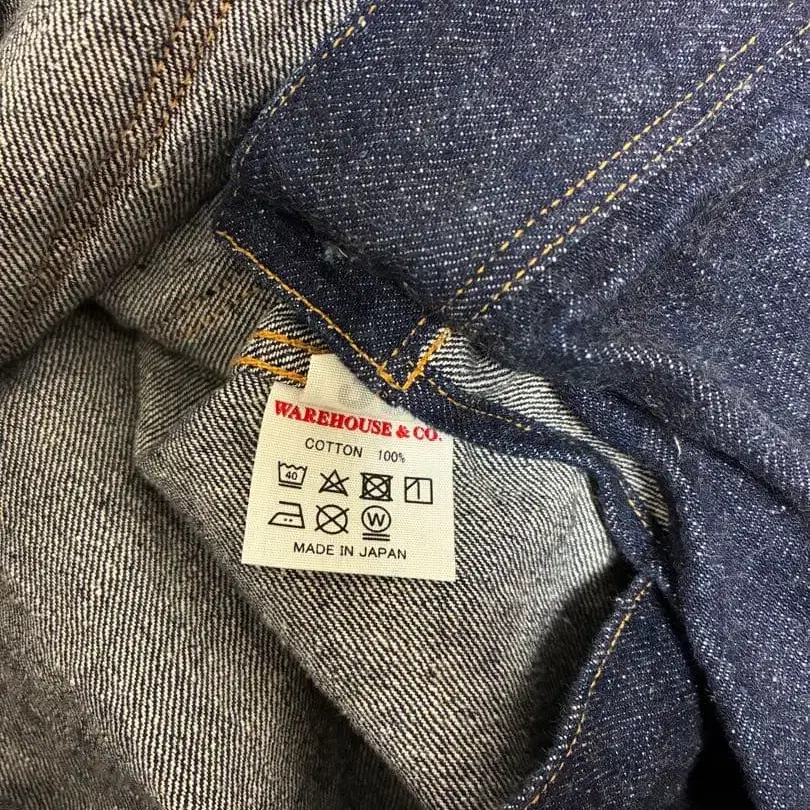 WAREHOUSE & CO.
COTTON 100%
40
W
MADE IN JAPAN